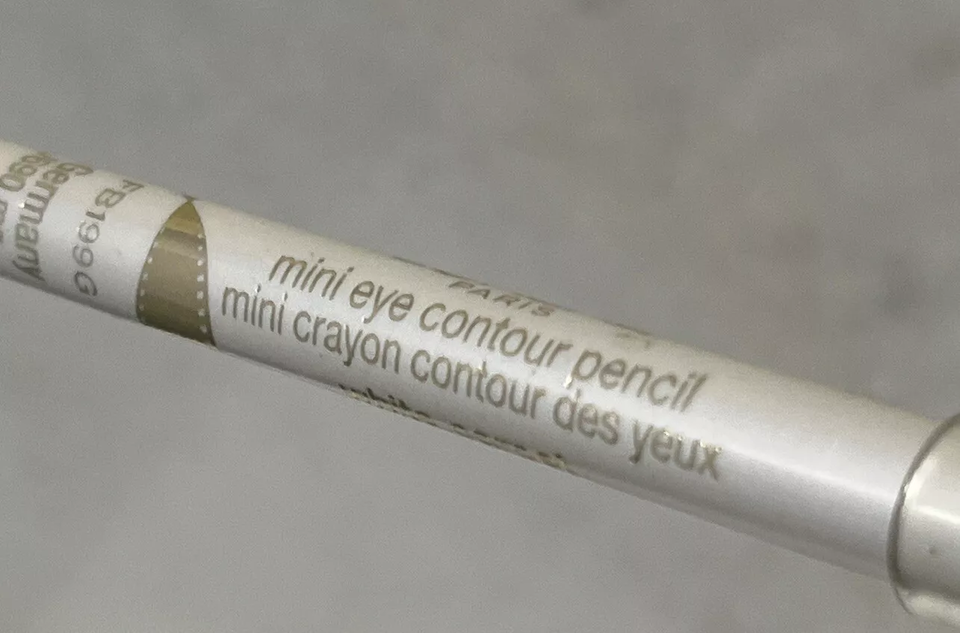 Germany
FB199G
PARIS
mini eye contour pencil
mini crayon contour des yeux